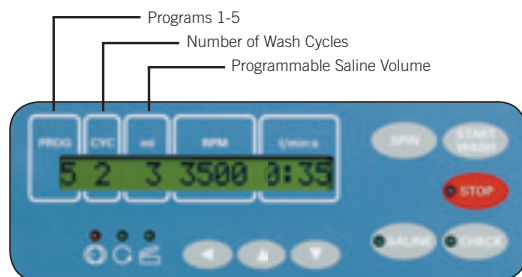 Programs 1-5
Number of Wash Cycles
Programmable Saline Volume
PROG CYC ml RPM t/min:s
5 2 3 3500 0:35
SPIN
START
WASH
STOP
SALINE
CHECK